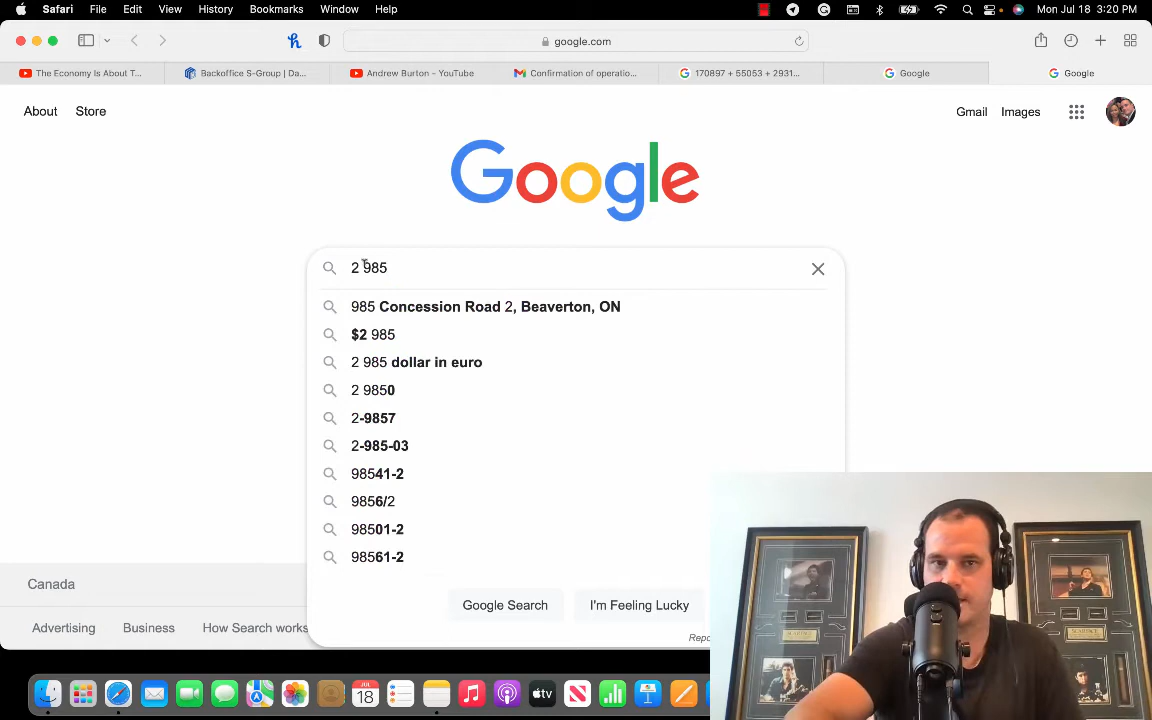 Safari File Edit View History Bookmarks Window Help Mon Jul 18 3:20 PM
google.com
The Economy Is About T...
Backoffice S-Group | Da...
Andrew Burton – YouTube
Confirmation of operatio...
170897 + 55053 + 2931...
Google
Google
About Store
Gmail Images
Google
2 985
985 Concession Road 2, Beaverton, ON
$2 985
2 985 dollar in euro
2 9850
2-9857
2-985-03
98541-2
9856/2
98501-2
98561-2
Google Search I'm Feeling Lucky
Repo
Canada
Advertising Business How Search works
JUL
18
tv
SCARFACE